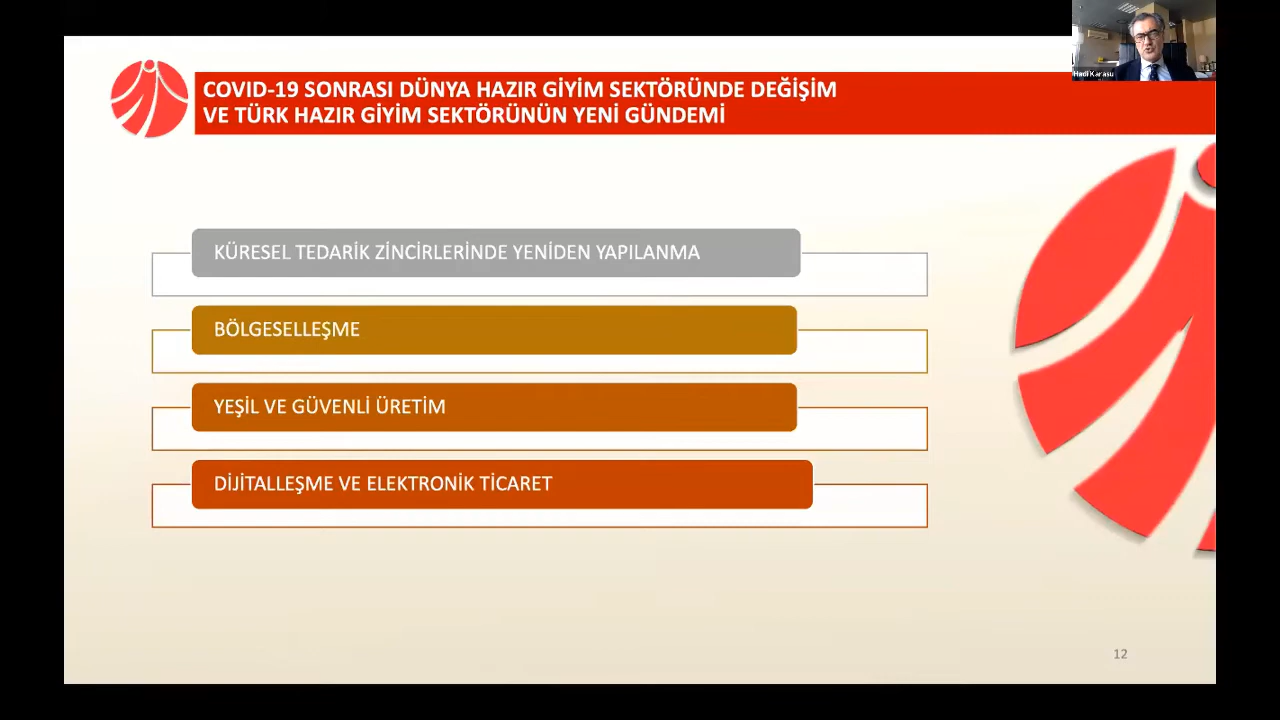 Hadi Karasu
COVID-19 SONRASI DÜNYA HAZIR GİYİM SEKTÖRÜNDE DEĞİŞİM
VE TÜRK HAZIR GİYİM SEKTÖRÜNÜN YENİ GÜNDEMİ
KÜRESEL TEDARİK ZİNCİRLERİNDE YENİDEN YAPILANMA
BÖLGESELLEŞME
YEŞİL VE GÜVENLİ ÜRETİM
DİJİTALLEŞME VE ELEKTRONİK TİCARET
12